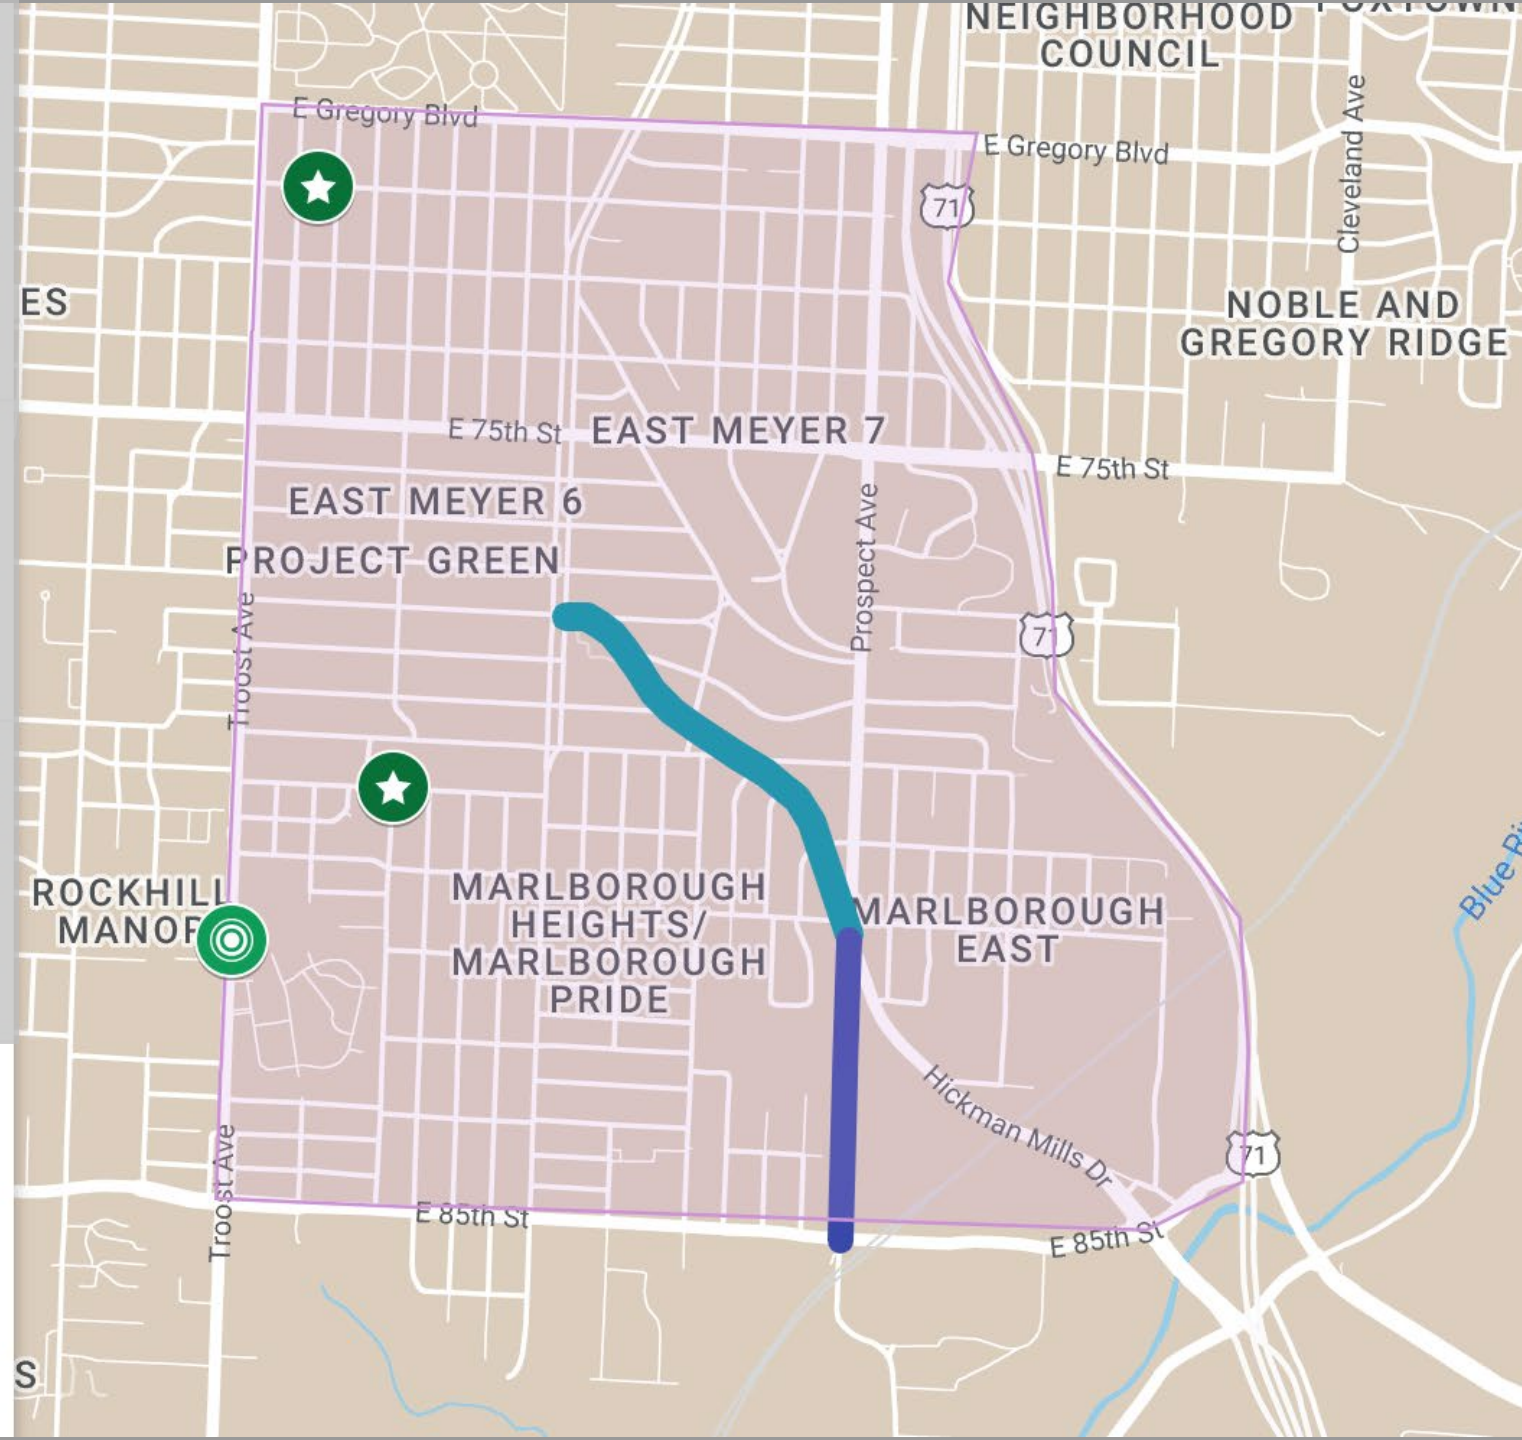 NEIGHBORHOOD
COUNCIL
E Gregory Blvd
E Gregory Blvd
Cleveland Ave
71
ES
NOBLE AND
GREGORY RIDGE
E 75th St
EAST MEYER 7
E 75th St
EAST MEYER 6
PROJECT GREEN
Prospect Ave
Troost Ave
71
ROCKHILL
MANOR
MARLBOROUGH
HEIGHTS/
MARLBOROUGH
PRIDE
MARLBOROUGH
EAST
Blue Ri
Hickman Mills Dr
71
Troost Ave
E 85th St
E 85th St
S